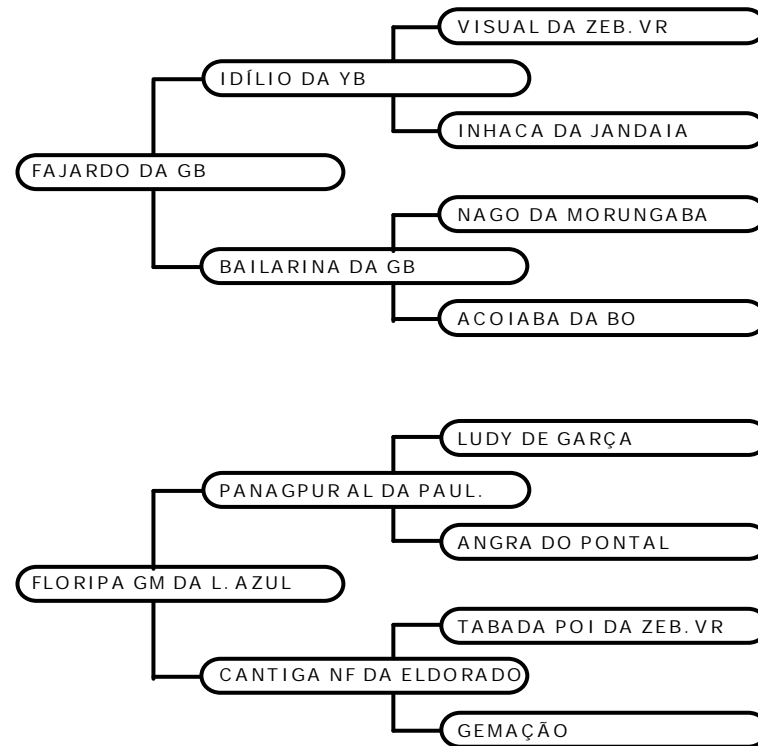 VISUAL DA ZEB. VR
IDÍLIO DA YB
INHACA DA JANDAIA
FAJARDO DA GB
NAGO DA MORUNGABA
BAILARINA DA GB
ACOIABA DA BO
LUDY DE GARÇA
PANAGPUR AL DA PAUL.
ANGRA DO PONTAL
FLORIPA GM DA L. AZUL
TABADA POI DA ZEB. VR
CANTIGA NF DA ELDORADO
GEMAÇÃO